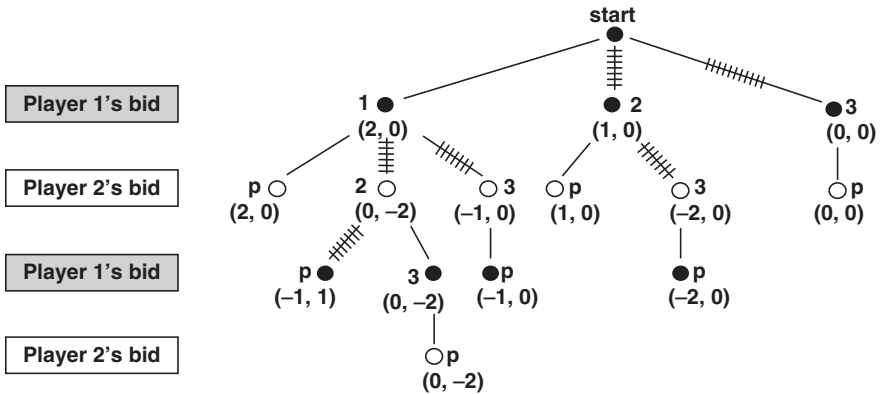 start
Player 1's bid
1
2
3
(2, 0)
(1, 0)
(0, 0)
Player 2's bid
p
2
3
p
3
p
(2, 0)
(0, –2)
(–1, 0)
(1, 0)
(–2, 0)
(0, 0)
Player 1's bid
p
3
p
p
(–1, 1)
(0, –2)
(–1, 0)
(–2, 0)
Player 2's bid
p
(0, –2)